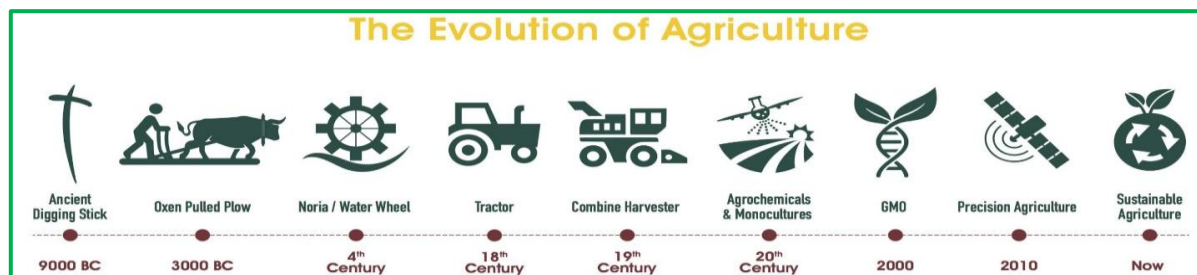 The Evolution of Agriculture
Ancient
Digging Stick
Oxen Pulled Plow
Noria / Water Wheel
Tractor
Combine Harvester
Agrochemicals
& Monocultures
GMO
Precision Agriculture
Sustainable
Agriculture
9000 BC
3000 BC
4th
Century
18th
Century
19th
Century
20th
Century
2000
2010
Now